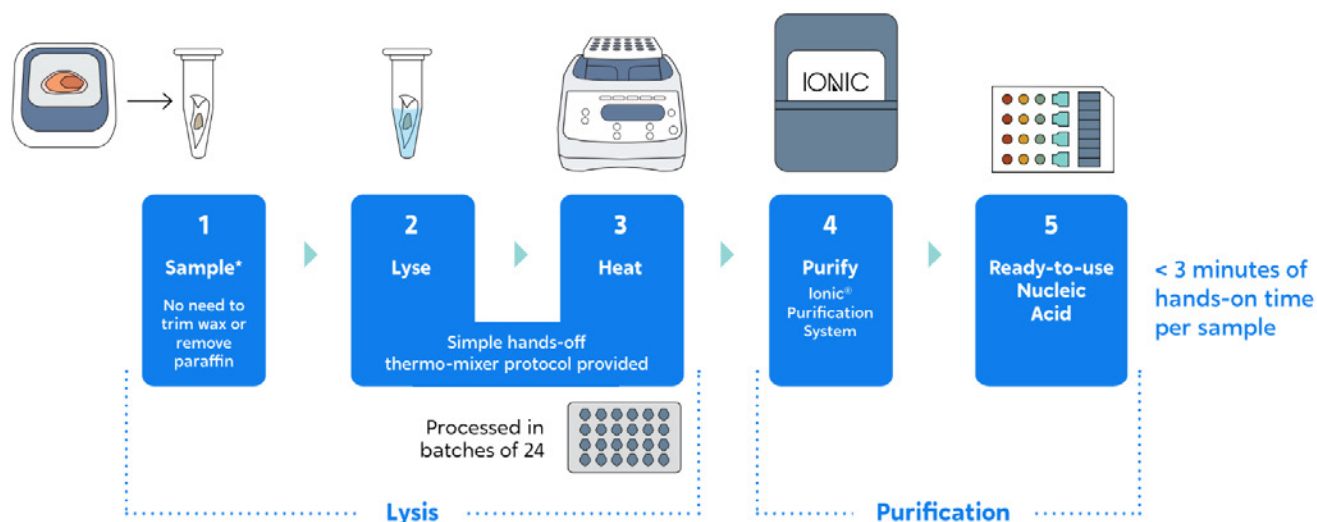 IONIC
1
Sample*
No need to
trim wax or
remove
paraffin
2
Lyse
3
Heat
Simple hands-off
thermo-mixer protocol provided
4
Purify
Ionic®
Purification
System
5
Ready-to-use
Nucleic
Acid
< 3 minutes of
hands-on time
per sample
Processed in
batches of 24
Lysis
Purification